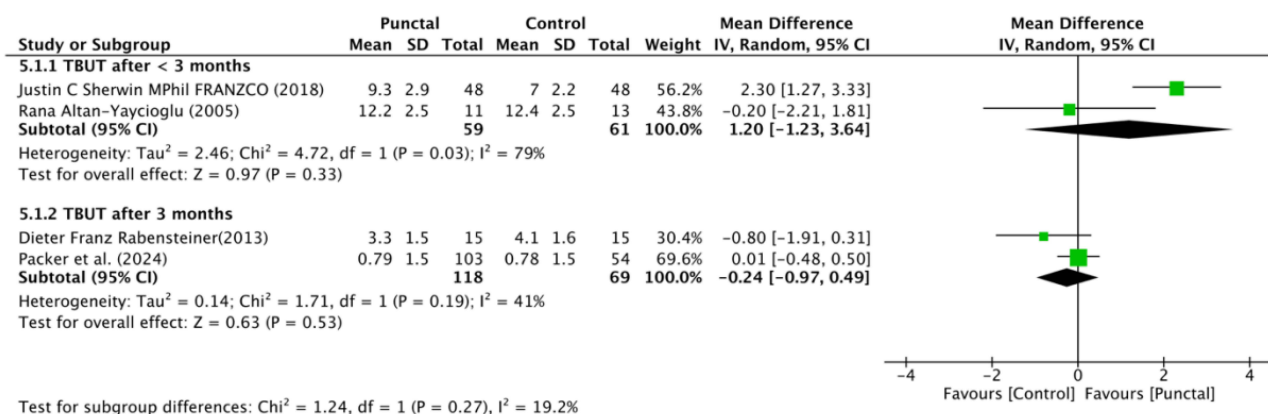 Punctal Control Mean Difference Mean Difference
Study or Subgroup Mean SD Total Mean SD Total Weight IV, Random, 95% CI IV, Random, 95% CI
5.1.1 TBUT after < 3 months
Justin C Sherwin MPhil FRANZCO (2018) 9.3 2.9 48 7 2.2 48 56.2% 2.30 [1.27, 3.33]
Rana Altan-Yaycioglu (2005) 12.2 2.5 11 12.4 2.5 13 43.8% −0.20 [−2.21, 1.81]
Subtotal (95% CI) 59 61 100.0% 1.20 [−1.23, 3.64]
Heterogeneity: Tau² = 2.46; Chi² = 4.72, df = 1 (P = 0.03); I² = 79%
Test for overall effect: Z = 0.97 (P = 0.33)
5.1.2 TBUT after 3 months
Dieter Franz Rabensteiner(2013) 3.3 1.5 15 4.1 1.6 15 30.4% −0.80 [−1.91, 0.31]
Packer et al. (2024) 0.79 1.5 103 0.78 1.5 54 69.6% 0.01 [−0.48, 0.50]
Subtotal (95% CI) 118 69 100.0% −0.24 [−0.97, 0.49]
Heterogeneity: Tau² = 0.14; Chi² = 1.71, df = 1 (P = 0.19); I² = 41%
Test for overall effect: Z = 0.63 (P = 0.53)
−4 −2 0 2 4
Favours [Control] Favours [Punctal]
Test for subgroup differences: Chi² = 1.24, df = 1 (P = 0.27), I² = 19.2%